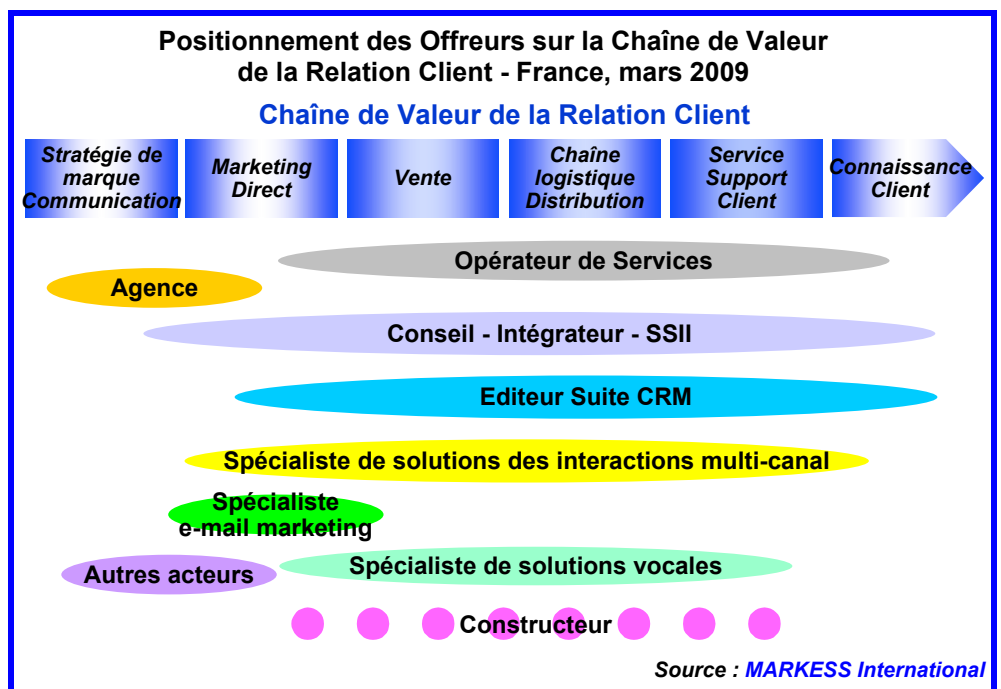 Positionnement des Offreurs sur la Chaîne de Valeur
de la Relation Client - France, mars 2009
Chaîne de Valeur de la Relation Client
Stratégie de
marque
Communication
Marketing
Direct
Vente
Chaîne
logistique
Distribution
Service
Support
Client
Connaissance
Client
Opérateur de Services
Agence
Conseil - Intégrateur - SSII
Editeur Suite CRM
Spécialiste de solutions des interactions multi-canal
Spécialiste
e-mail marketing
Autres acteurs
Spécialiste de solutions vocales
Constructeur
Source : MARKESS International